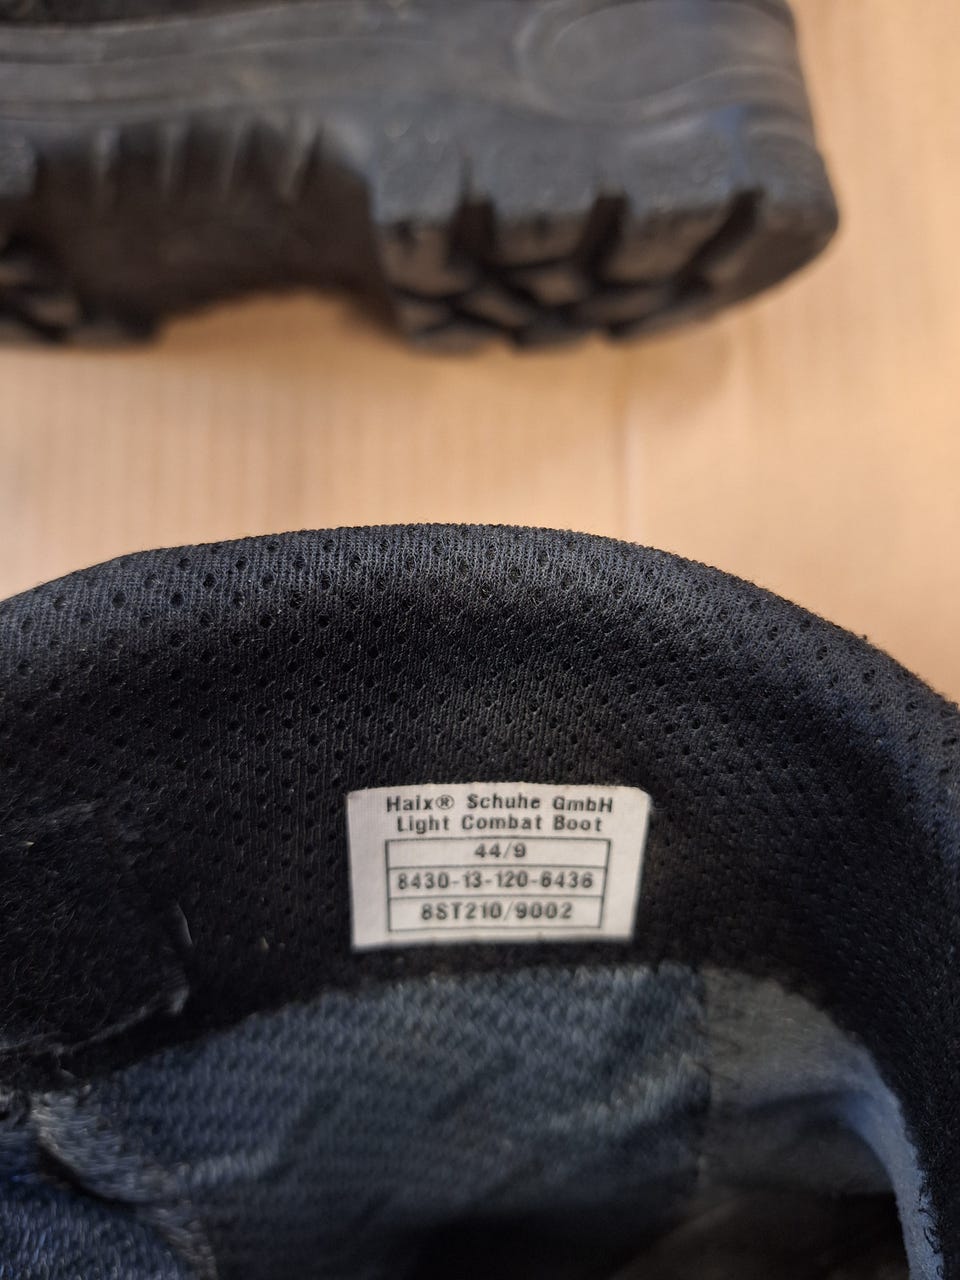 Haix® Schuhe GmbH
Light Combat Boot
44/9
8430-13-120-6436
8ST210/9002